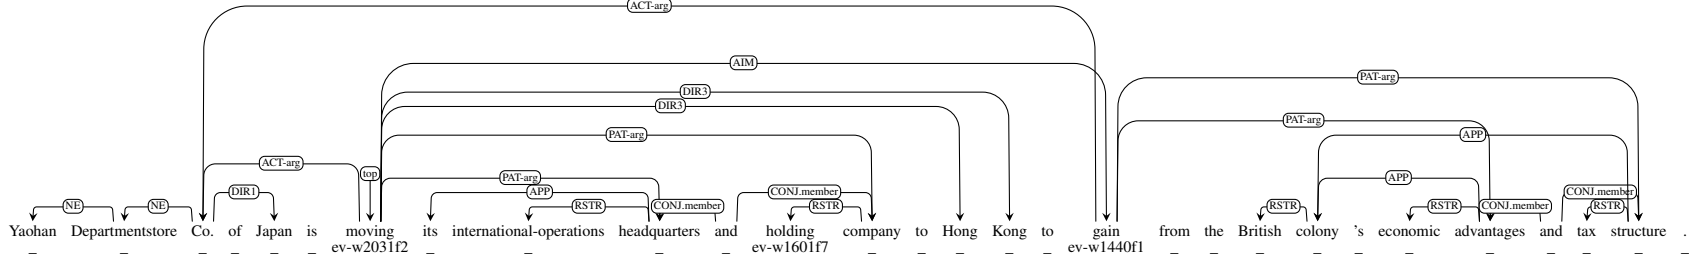 ACT-arg
AIM
PAT-arg
DIR3
DIR3
PAT-arg
PAT-arg APP
ACT-arg top PAT-arg APP
DIR1 APP CONJ.member CONJ.member
NE NE RSTR CONJ.member RSTR RSTR RSTR CONJ.member RSTR
Yaohan Departmentstore Co. of Japan is moving its international-operations headquarters and holding company to Hong Kong to gain from the British colony 's economic advantages and tax structure .
ev-w2031f2 ev-w1601f7 ev-w1440f1
_ _ _ _ _ _ _ _ _ _ _ _ _ _ _ _ _ _ _ _ _ _ _ _ _